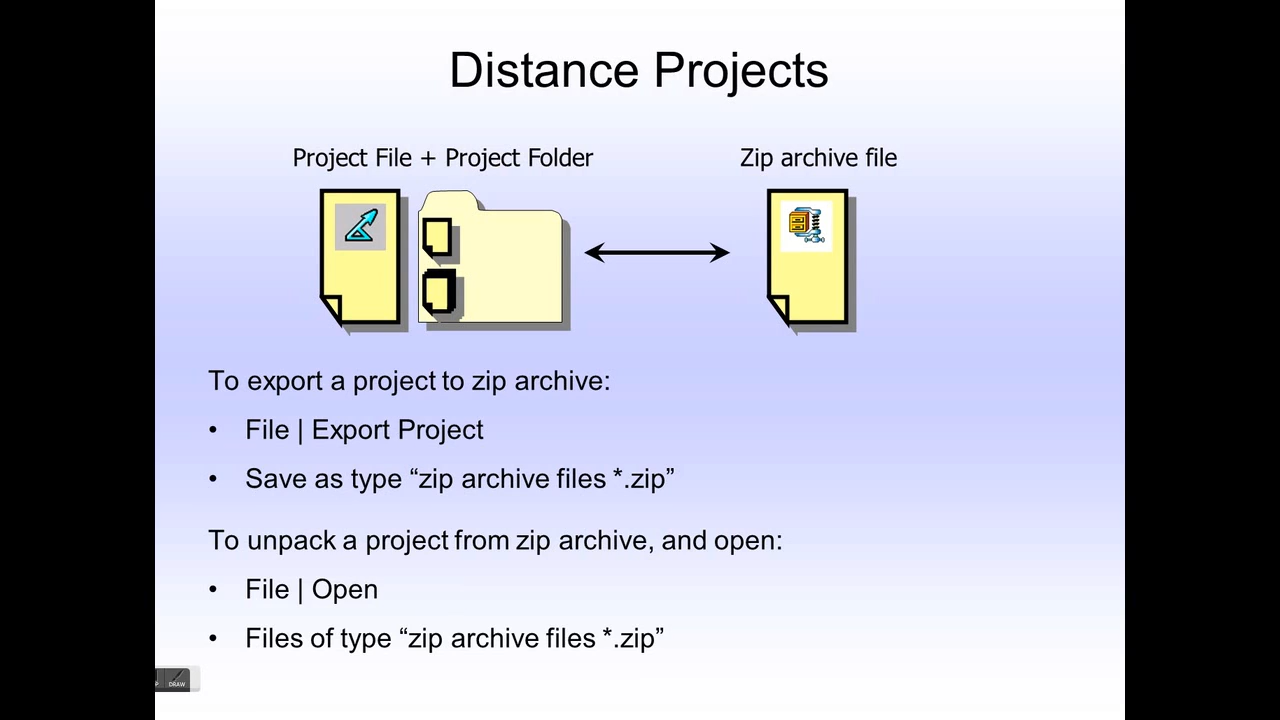 Distance Projects
Project File + Project Folder
Zip archive file
To export a project to zip archive:
• File | Export Project
• Save as type “zip archive files *.zip”
To unpack a project from zip archive, and open:
• File | Open
• Files of type “zip archive files *.zip”
P DRAW